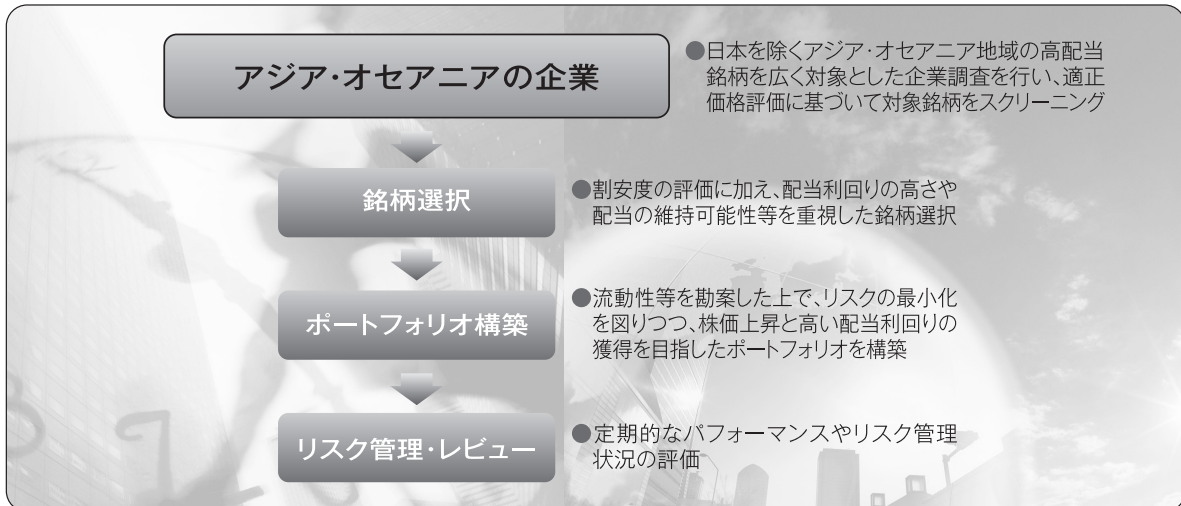 アジア･オセアニアの企業
●日本を除くアジア･オセアニア地域の高配当
銘柄を広く対象とした企業調査を行い、適正
価格評価に基づいて対象銘柄をスクリーニング
銘柄選択
●割安度の評価に加え、配当利回りの高さや
配当の維持可能性等を重視した銘柄選択
ポートフォリオ構築
●流動性等を勘案した上で、リスクの最小化
を図りつつ、株価上昇と高い配当利回りの
獲得を目指したポートフォリオを構築
リスク管理･レビュー
●定期的なパフォーマンスやリスク管理
状況の評価